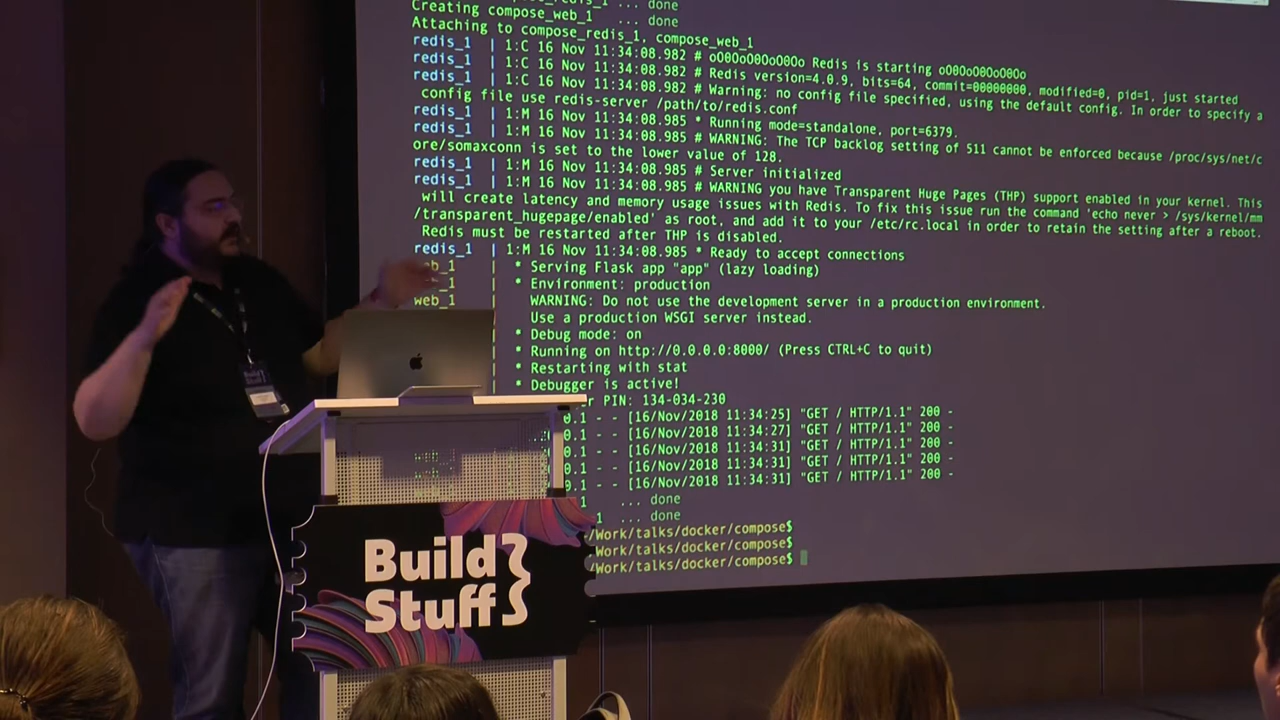 Creating compose_web_1 ... done
Attaching to compose_redis_1, compose_web_1
redis_1 | 1:C 16 Nov 11:34:08.982 # oO0OoO0OoO0Oo Redis is starting oO0OoO0OoO0Oo
redis_1 | 1:C 16 Nov 11:34:08.982 # Redis version=4.0.9, bits=64, commit=00000000, modified=0, pid=1, just started
redis_1 | 1:C 16 Nov 11:34:08.982 # Warning: no config file specified, using the default config. In order to specify a
config file use redis-server /path/to/redis.conf
redis_1 | 1:M 16 Nov 11:34:08.985 * Running mode=standalone, port=6379.
redis_1 | 1:M 16 Nov 11:34:08.985 # WARNING: The TCP backlog setting of 511 cannot be enforced because /proc/sys/net/c
ore/somaxconn is set to the lower value of 128.
redis_1 | 1:M 16 Nov 11:34:08.985 # Server initialized
redis_1 | 1:M 16 Nov 11:34:08.985 # WARNING you have Transparent Huge Pages (THP) support enabled in your kernel. This
will create latency and memory usage issues with Redis. To fix this issue run the command 'echo never > /sys/kernel/mm
/transparent_hugepage/enabled' as root, and add it to your /etc/rc.local in order to retain the setting after a reboot.
Redis must be restarted after THP is disabled.
redis_1 | 1:M 16 Nov 11:34:08.985 * Ready to accept connections
eb_1 | * Serving Flask app "app" (lazy loading)
_1 | * Environment: production
web_1 | WARNING: Do not use the development server in a production environment.
Use a production WSGI server instead.
* Debug mode: on
* Running on http://0.0.0.0:8000/ (Press CTRL+C to quit)
* Restarting with stat
* Debugger is active!
PIN: 134-034-230
0.1 - - [16/Nov/2018 11:34:25] "GET / HTTP/1.1" 200 -
0.1 - - [16/Nov/2018 11:34:27] "GET / HTTP/1.1" 200 -
0.1 - - [16/Nov/2018 11:34:31] "GET / HTTP/1.1" 200 -
0.1 - - [16/Nov/2018 11:34:31] "GET / HTTP/1.1" 200 -
0.1 - - [16/Nov/2018 11:34:31] "GET / HTTP/1.1" 200 -
1 ... done
1 ... done
/Work/talks/docker/compose$
/Work/talks/docker/compose$
/Work/talks/docker/compose$
Build
Stuff
Build
Stuff